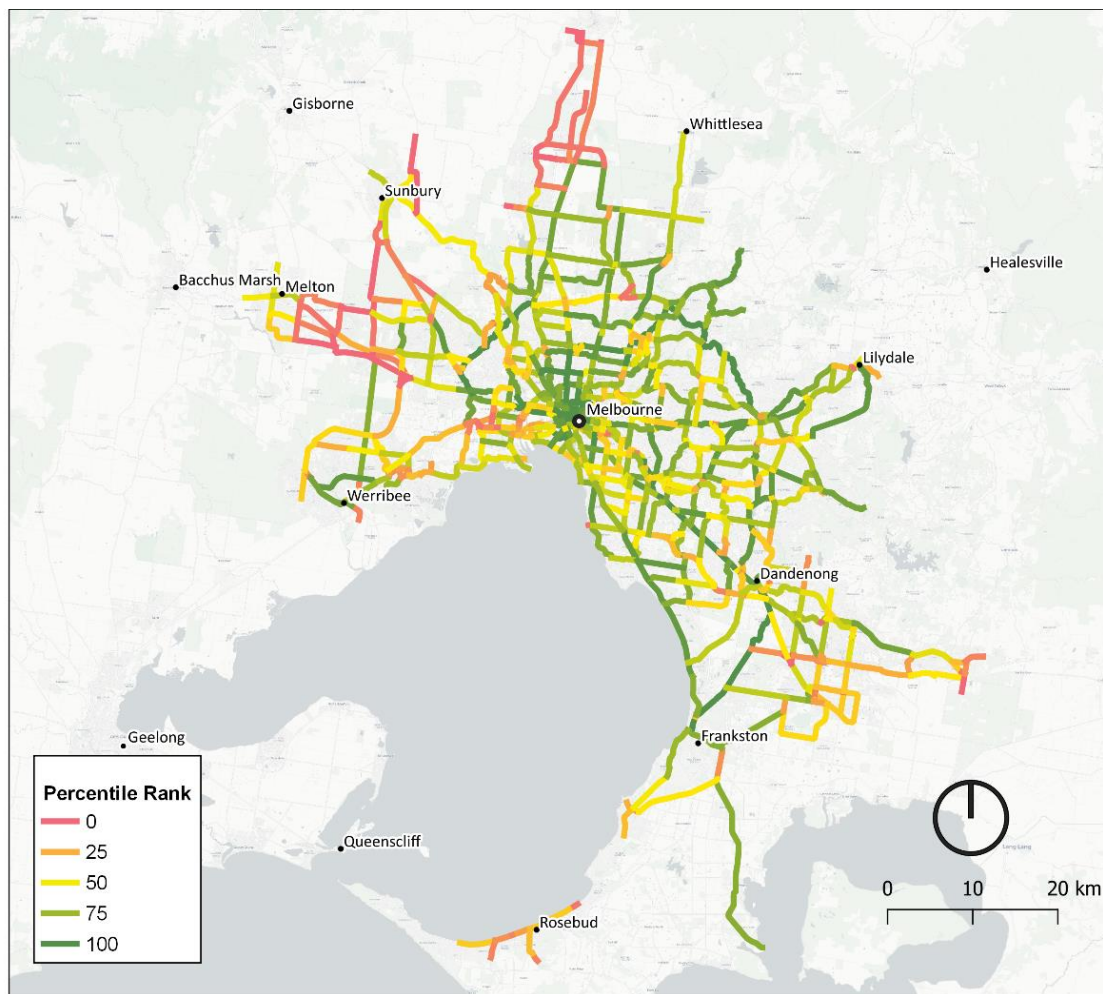 Gisborne
Whittlesea
Sunbury
Healesville
Bacchus Marsh
Melton
Lilydale
Melbourne
Werribee
Dandenong
Geelong
Frankston
Percentile Rank
0
25
50
75
100
Queenscliff
0 10 20 km
Rosebud